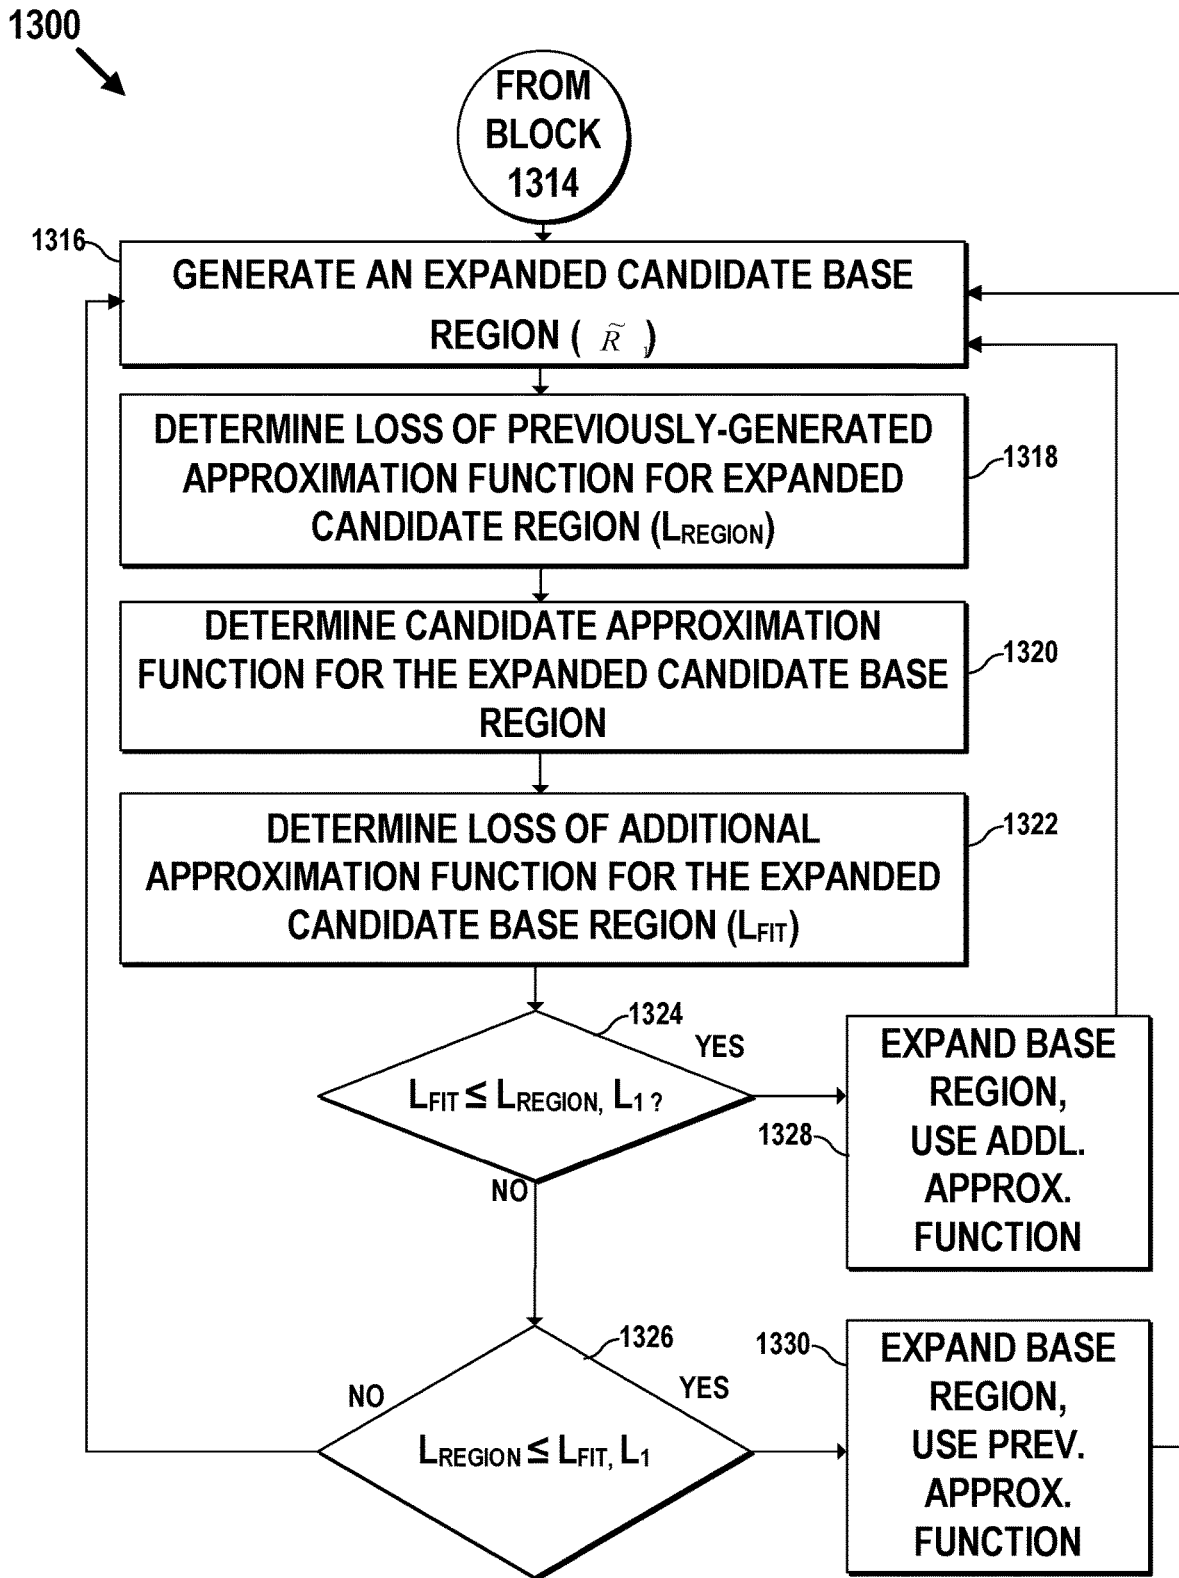 1300
FROM
BLOCK
1314
1316
GENERATE AN EXPANDED CANDIDATE BASE
REGION ( R̃ )
DETERMINE LOSS OF PREVIOUSLY-GENERATED
APPROXIMATION FUNCTION FOR EXPANDED
CANDIDATE REGION (LREGION)
1318
DETERMINE CANDIDATE APPROXIMATION
FUNCTION FOR THE EXPANDED CANDIDATE BASE
REGION
1320
DETERMINE LOSS OF ADDITIONAL
APPROXIMATION FUNCTION FOR THE EXPANDED
CANDIDATE BASE REGION (LFIT)
1322
1324
YES
LFIT ≤ LREGION, L1 ?
NO
EXPAND BASE
REGION,
USE ADDL.
APPROX.
FUNCTION
1328
1326
NO
YES
LREGION ≤ LFIT, L1
1330
EXPAND BASE
REGION,
USE PREV.
APPROX.
FUNCTION